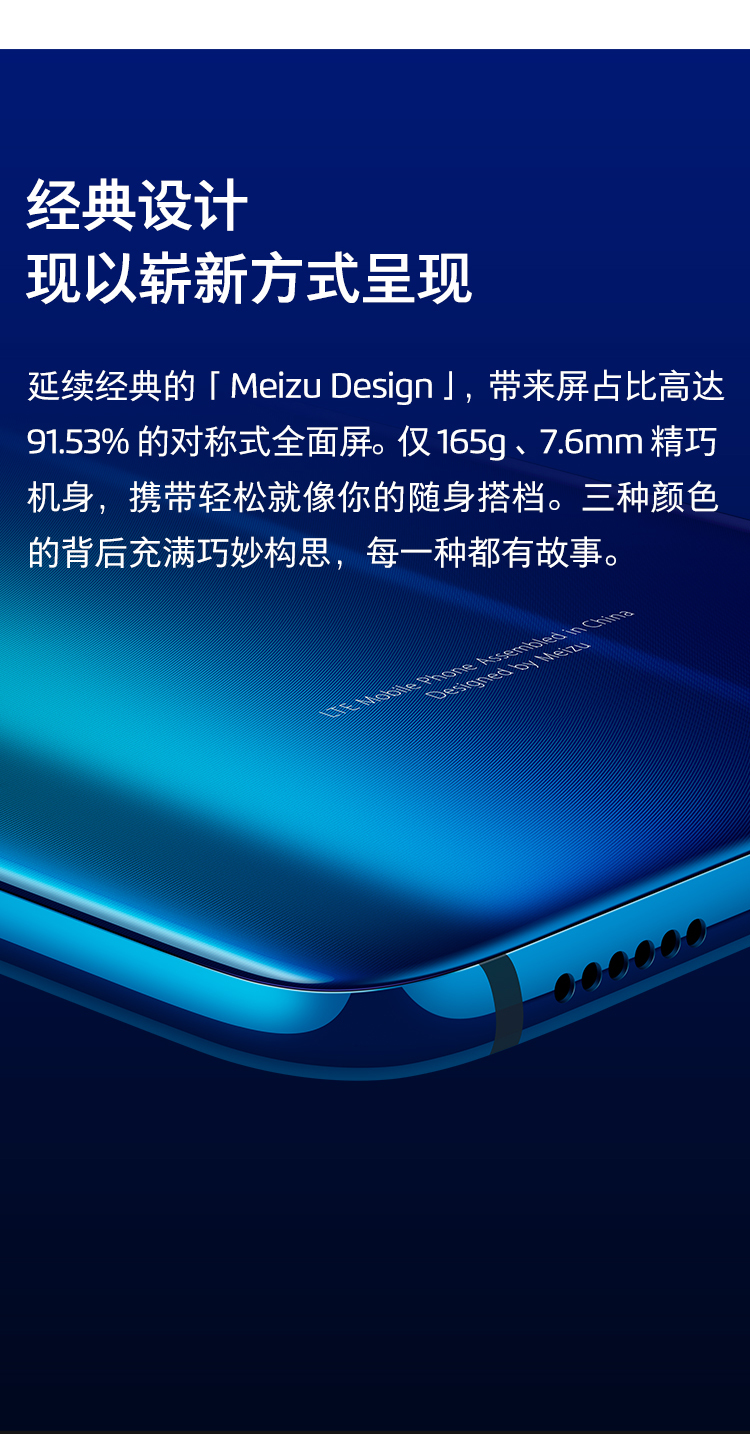 经典设计
现以崭新方式呈现
延续经典的「 Meizu Design 」，带来屏占比高达
91.53% 的对称式全面屏。仅 165g 、7.6mm 精巧
机身，携带轻松就像你的随身搭档。三种颜色
的背后充满巧妙构思，每一种都有故事。
LTE Mobile Phone Assembled in China
Designed by Meizu